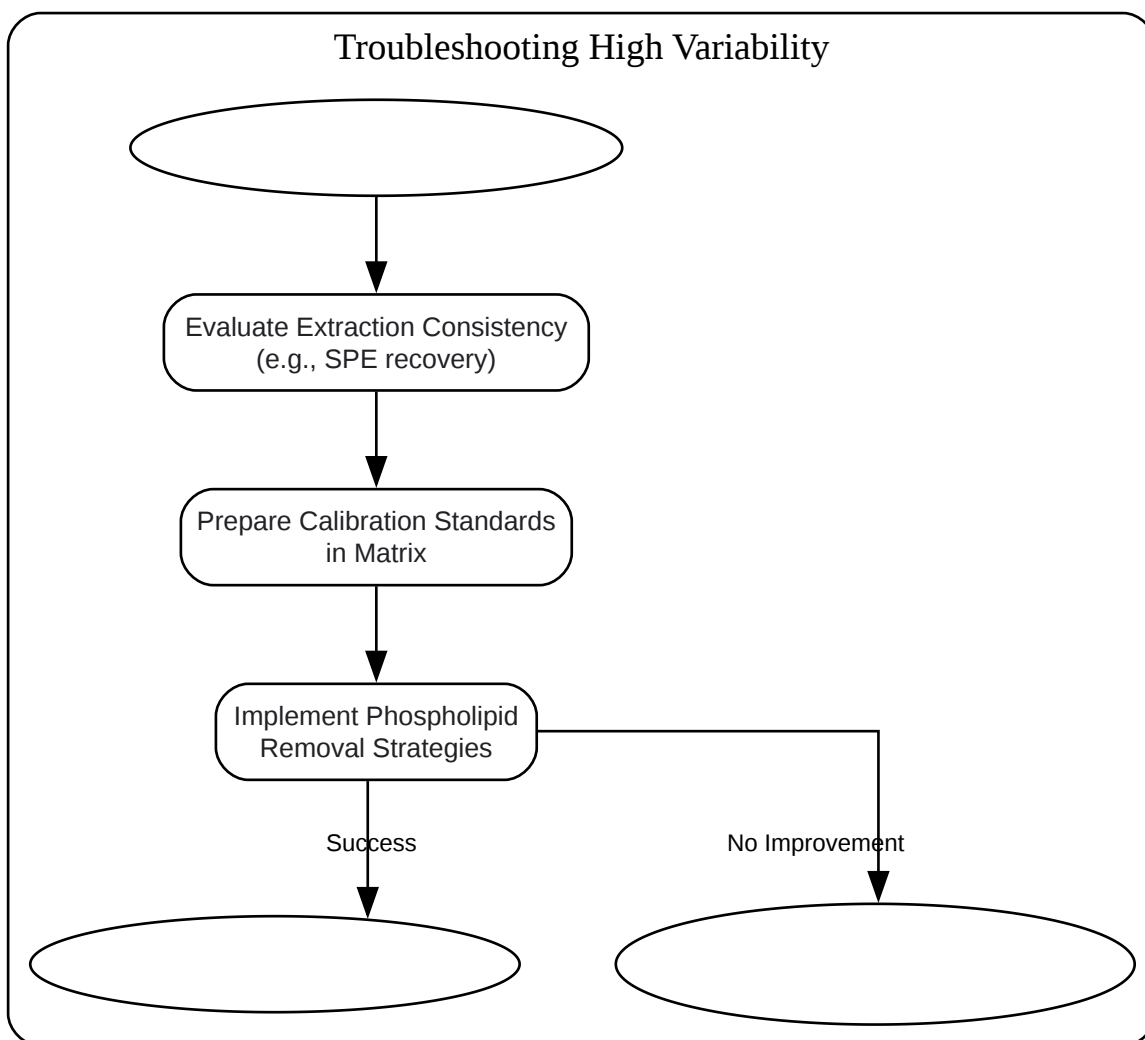 Troubleshooting High Variability
Evaluate Extraction Consistency
(e.g., SPE recovery)
Prepare Calibration Standards
in Matrix
Implement Phospholipid
Removal Strategies
Success
No Improvement